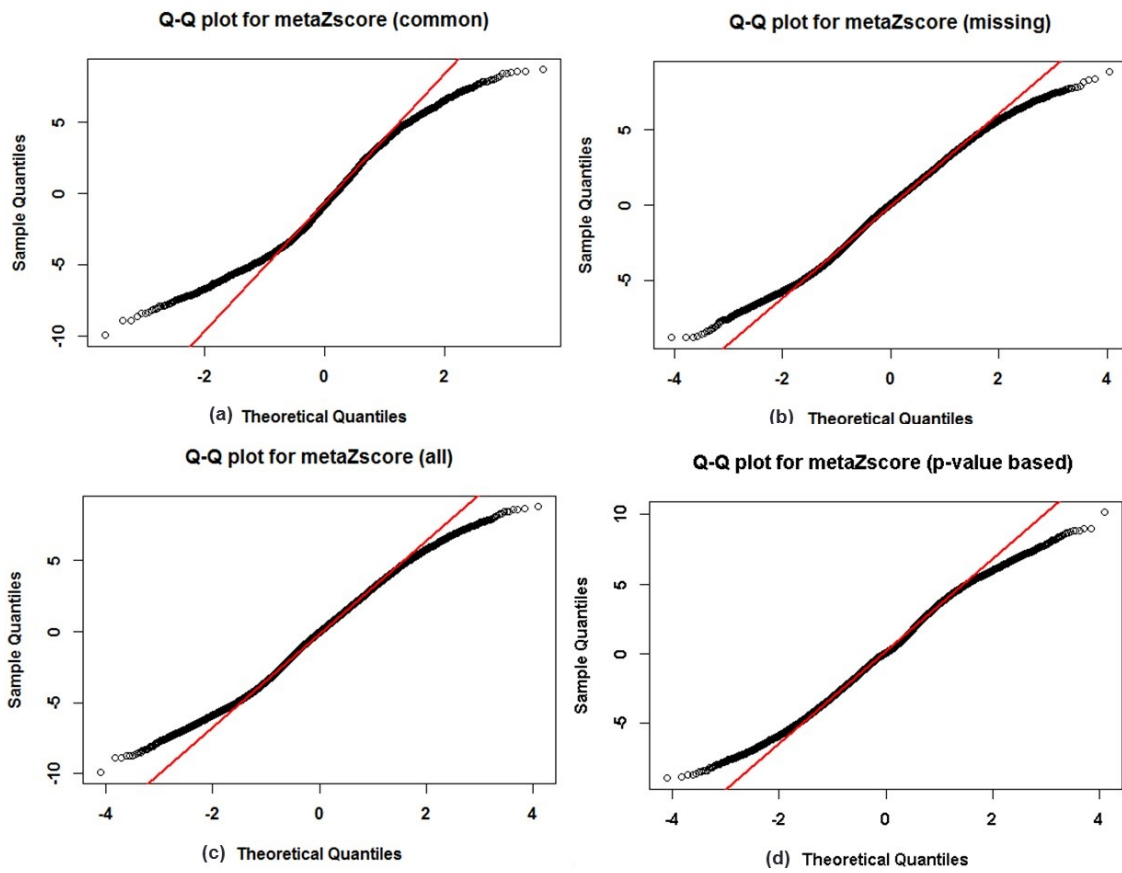 Q-Q plot for metaZscore (common)
Sample Quantiles
5
0
-5
-10
-2
0
2
(a) Theoretical Quantiles
Q-Q plot for metaZscore (missing)
Sample Quantiles
5
0
-5
-4
-2
0
2
4
(b) Theoretical Quantiles
Q-Q plot for metaZscore (all)
Sample Quantiles
5
0
-5
-10
-4
-2
0
2
4
(c) Theoretical Quantiles
Q-Q plot for metaZscore (p-value based)
Sample Quantiles
10
5
0
-5
-4
-2
0
2
4
(d) Theoretical Quantiles